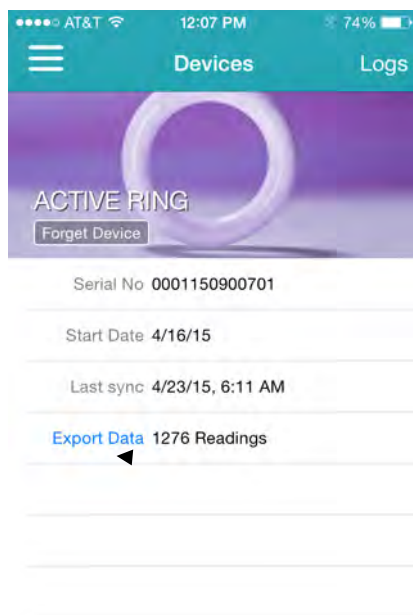 AT&T 12:07 PM 74%
Devices Logs
ACTIVE RING
Forget Device
Serial No 0001150900701
Start Date 4/16/15
Last sync 4/23/15, 6:11 AM
Export Data 1276 Readings